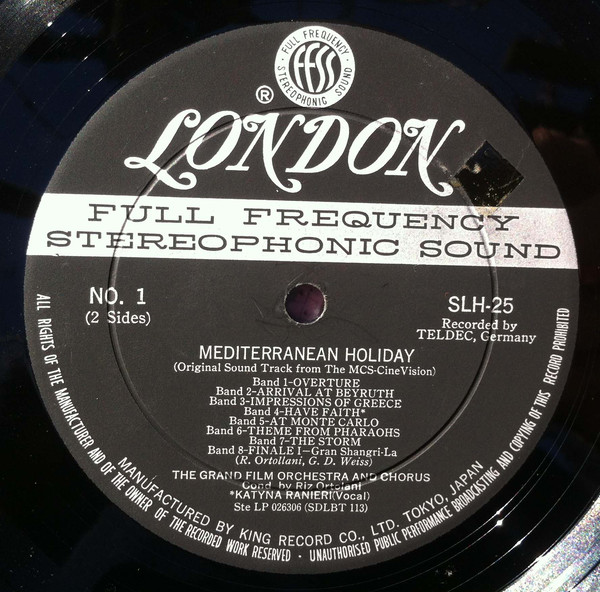 FULL FREQUENCY
ffss
STEREOPHONIC SOUND
®
LONDON
FULL FREQUENCY
STEREOPHONIC SOUND
NO. 1
(2 Sides)
SLH-25
Recorded by
TELDEC, Germany
MEDITERRANEAN HOLIDAY
(Original Sound Track from The MCS-CineVision)
Band 1-OVERTURE
Band 2-ARRIVAL AT BEYRUTH
Band 3-IMPRESSIONS OF GREECE
Band 4-HAVE FAITH*
Band 5-AT MONTE CARLO
Band 6-THEME FROM PHARAOHS
Band 7-THE STORM
Band 8-FINALE I-Gran Shangri-La
(R. Ortollani, G. D. Weiss)
THE GRAND FILM ORCHESTRA AND CHORUS
Cond. by Riz Ortolani
*KATYNA RANIERI(Vocal)
Ste LP 026306 (SDLBT 113)
MANUFACTURED BY KING RECORD CO., LTD. TOKYO, JAPAN
ALL RIGHTS OF THE MANUFACTURER AND OF THE OWNER OF THE RECORDED WORK RESERVED · UNAUTHORISED PUBLIC PERFORMANCE BROADCASTING AND COPYING OF THIS RECORD PROHIBITED